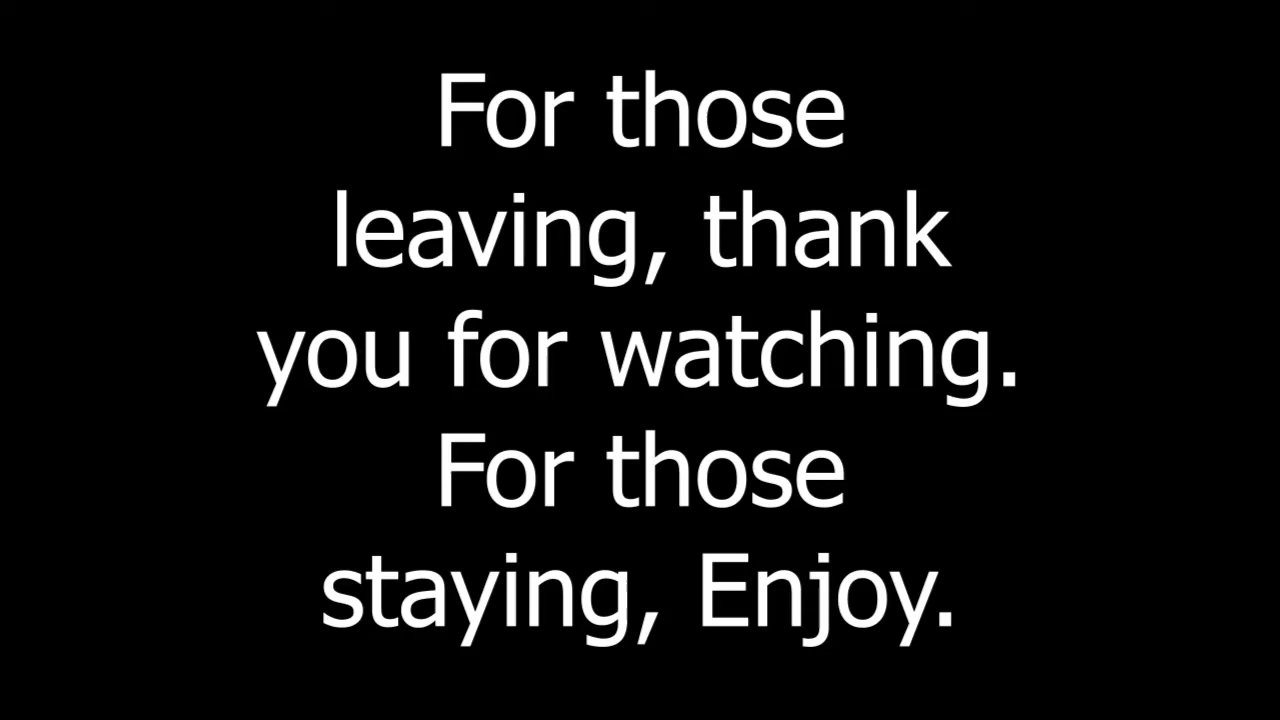 For those
leaving, thank
you for watching.
For those
staying, Enjoy.